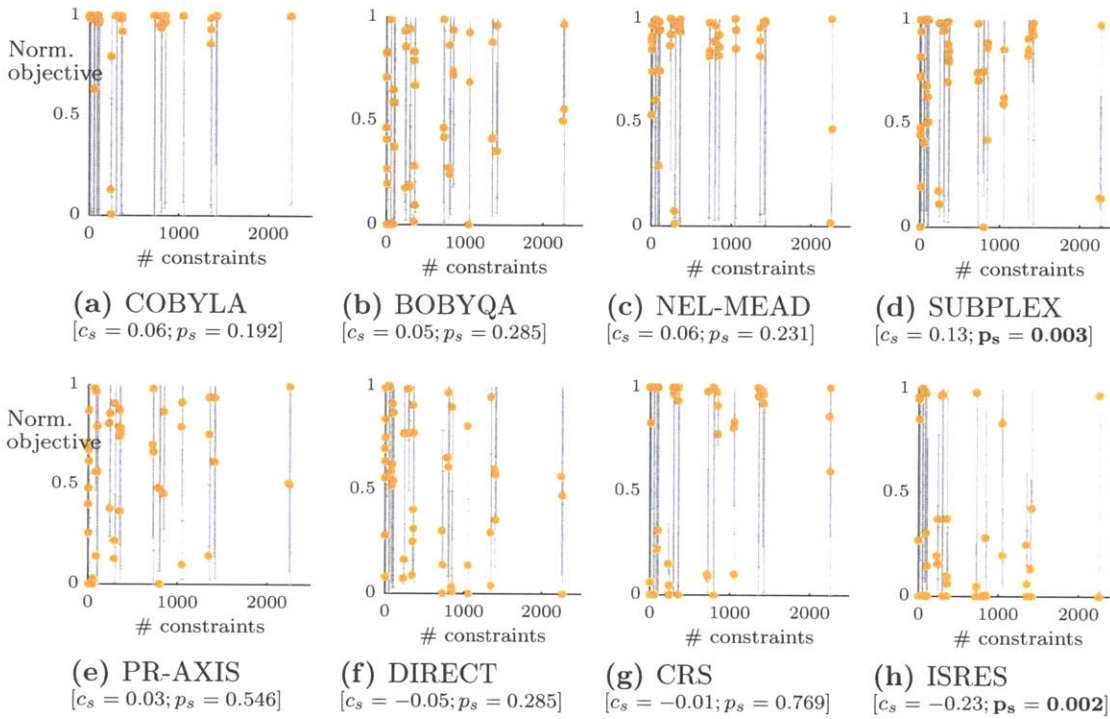 1
1
1
1
Norm.
objective
0.5
0.5
0.5
0.5
1
0
0
0
0
1000
2000
0
1000
2000
0
1000
2000
0
1000
2000
# constraints
# constraints
# constraints
# constraints
(a) COBYLA
(b) BOBYQA
(c) NEL-MEAD
(d) SUBPLEX
[c_s = 0.06; p_s = 0.192]
[c_s = 0.05; p_s = 0.285]
[c_s = 0.06; p_s = 0.231]
[c_s = 0.13; p_s = 0.003]
1
1
1
1
Norm.
objective
0.5
0.5
0.5
0.5
0
0
0
0
0
1000
2000
0
1000
2000
0
1000
2000
0
1000
2000
# constraints
# constraints
# constraints
# constraints
(e) PR-AXIS
(f) DIRECT
(g) CRS
(h) ISRES
[c_s = 0.03; p_s = 0.546]
[c_s = −0.05; p_s = 0.285]
[c_s = −0.01; p_s = 0.769]
[c_s = −0.23; p_s = 0.002]